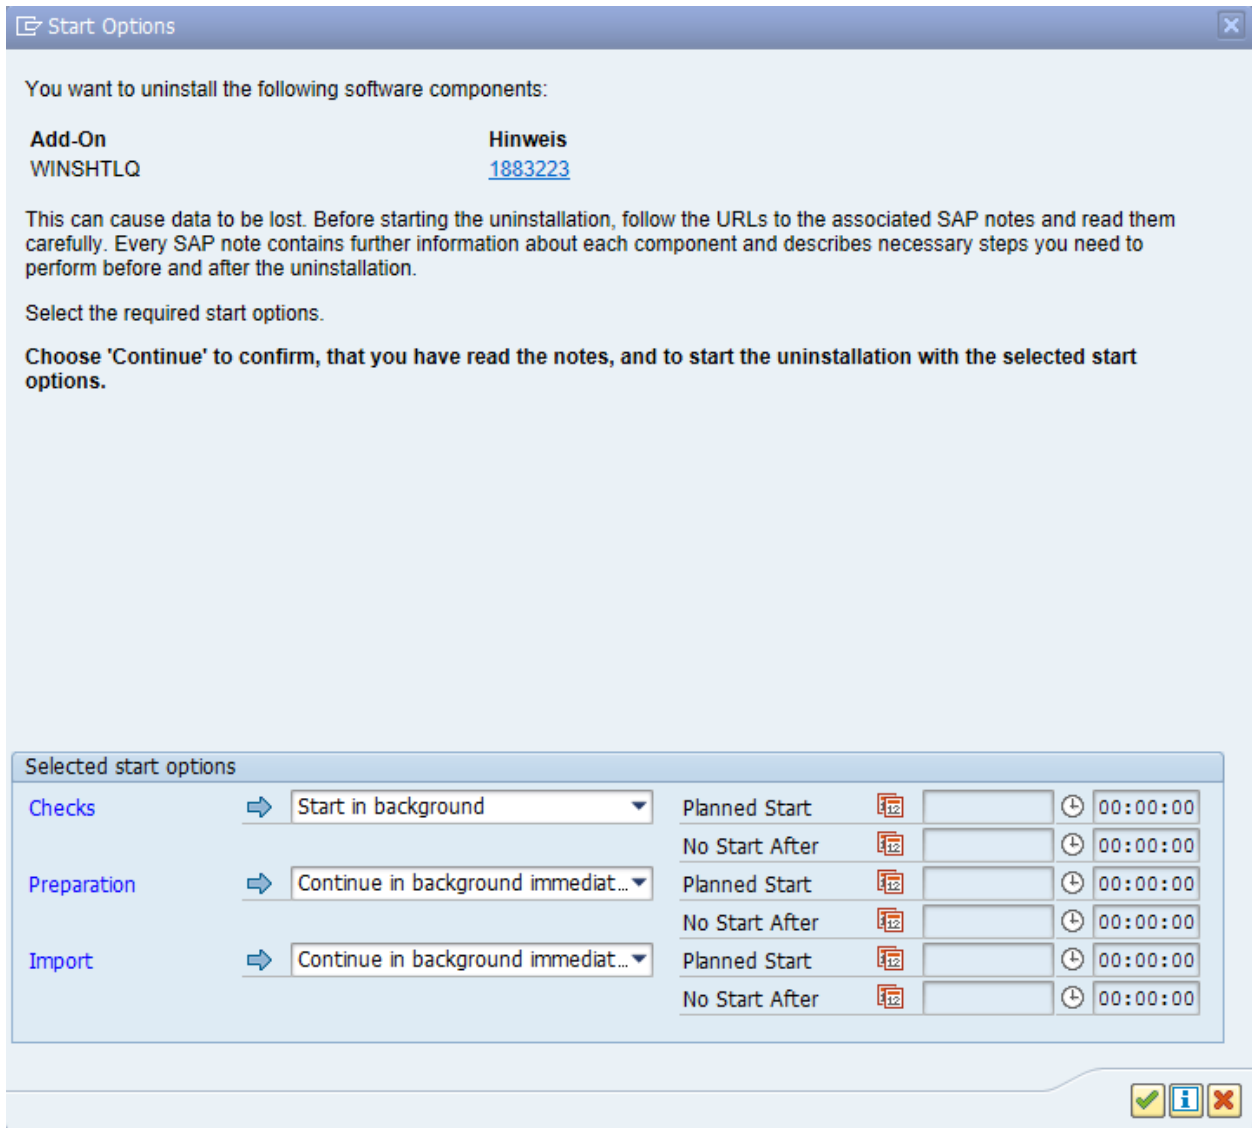 Start Options
You want to uninstall the following software components:
Add-On Hinweis
WINSHTLQ 1883223
This can cause data to be lost. Before starting the uninstallation, follow the URLs to the associated SAP notes and read them
carefully. Every SAP note contains further information about each component and describes necessary steps you need to
perform before and after the uninstallation.
Select the required start options.
Choose 'Continue' to confirm, that you have read the notes, and to start the uninstallation with the selected start
options.
Selected start options
Checks Start in background Planned Start 00:00:00
No Start After 00:00:00
Preparation Continue in background immediat... Planned Start 00:00:00
No Start After 00:00:00
Import Continue in background immediat... Planned Start 00:00:00
No Start After 00:00:00